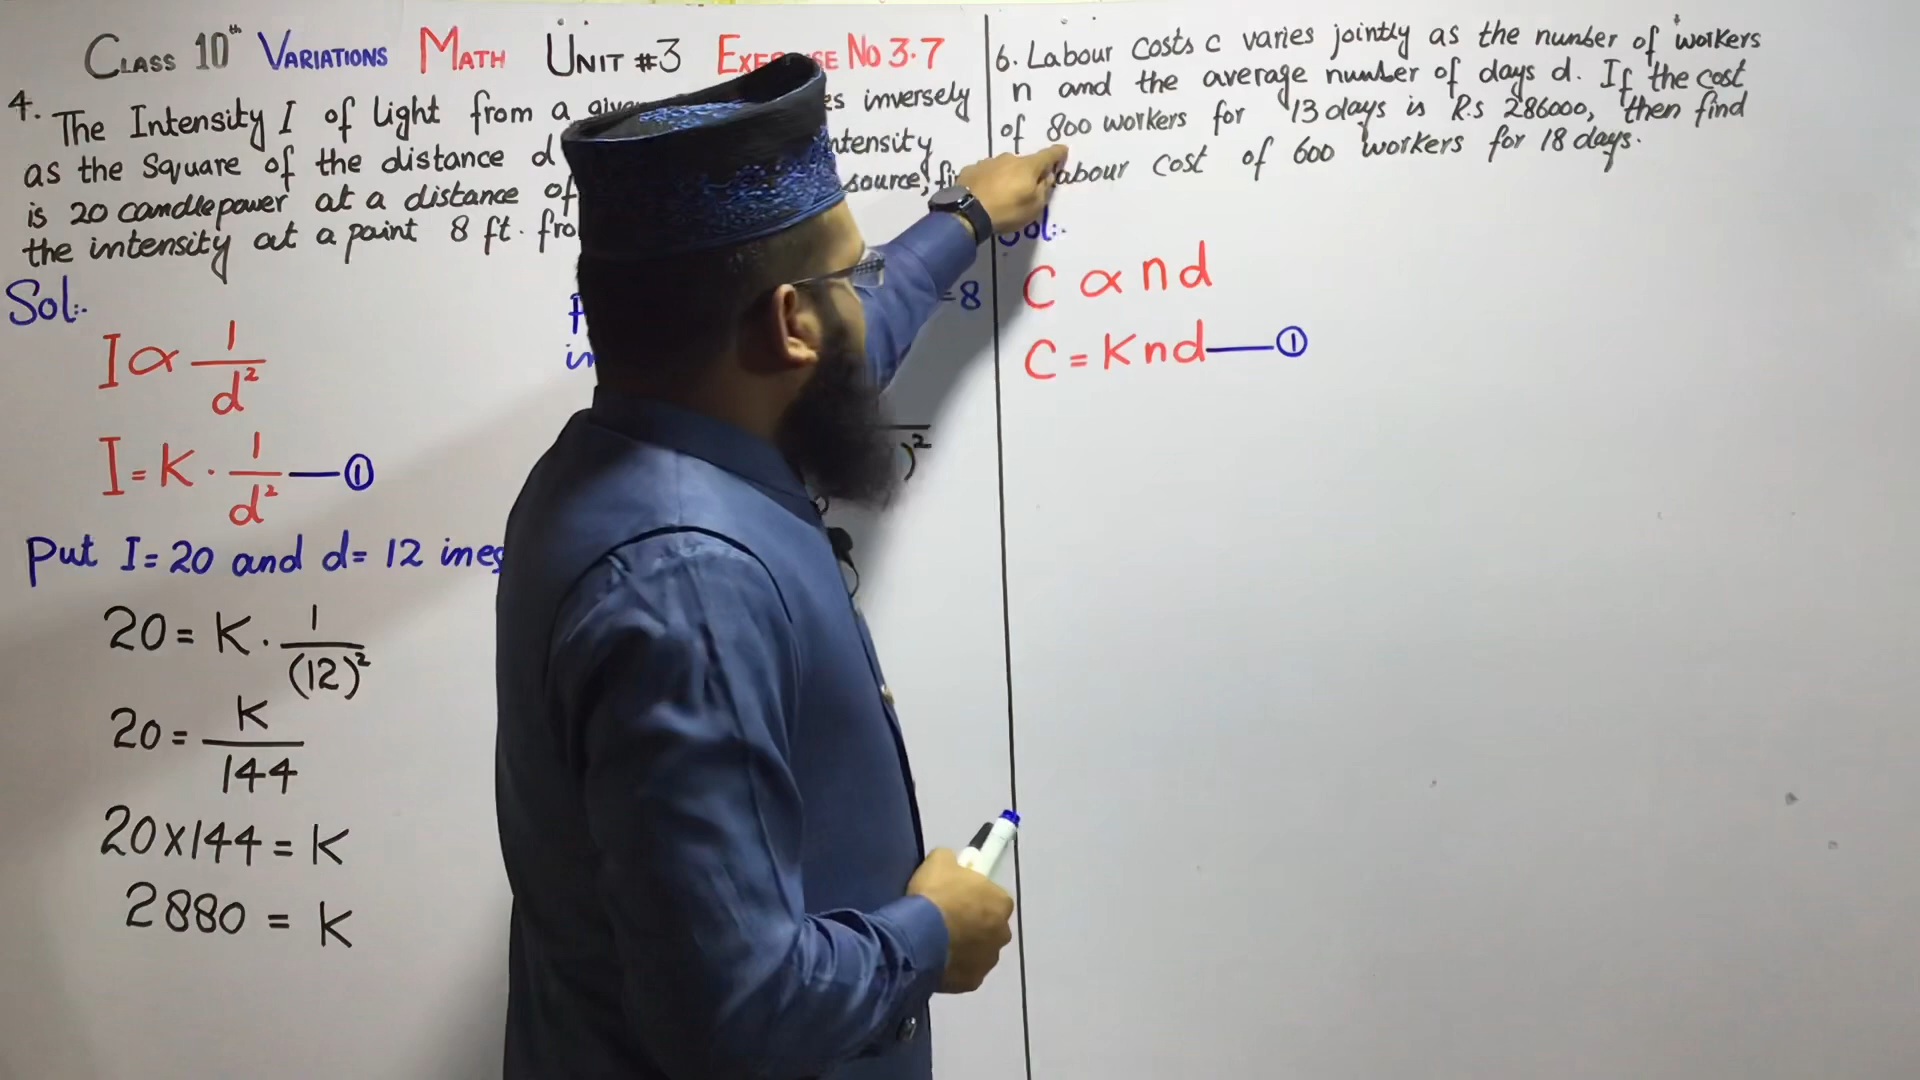 CLASS 10th VARIATIONS MATH UNIT #3 EXERCISE NO 3.7
4. The Intensity I of light from a given es inversely
as the square of the distance d ntensity
is 20 candlepower at a distance of source, fi
the intensity at a point 8 ft. fro
Sol:.
I ∝ 1/d²
I = K · 1/d² — ①
Put I = 20 and d = 12 in eq
20 = K · 1/(12)²
20 = K/144
20 × 144 = K
2880 = K
= 8
)²
6. Labour costs c varies jointly as the number of workers
n and the average number of days d. If the cost
of 800 workers for 13 days is Rs 286000, then find
labour cost of 600 workers for 18 days.
Sol:.
C ∝ n d
C = K n d — ①